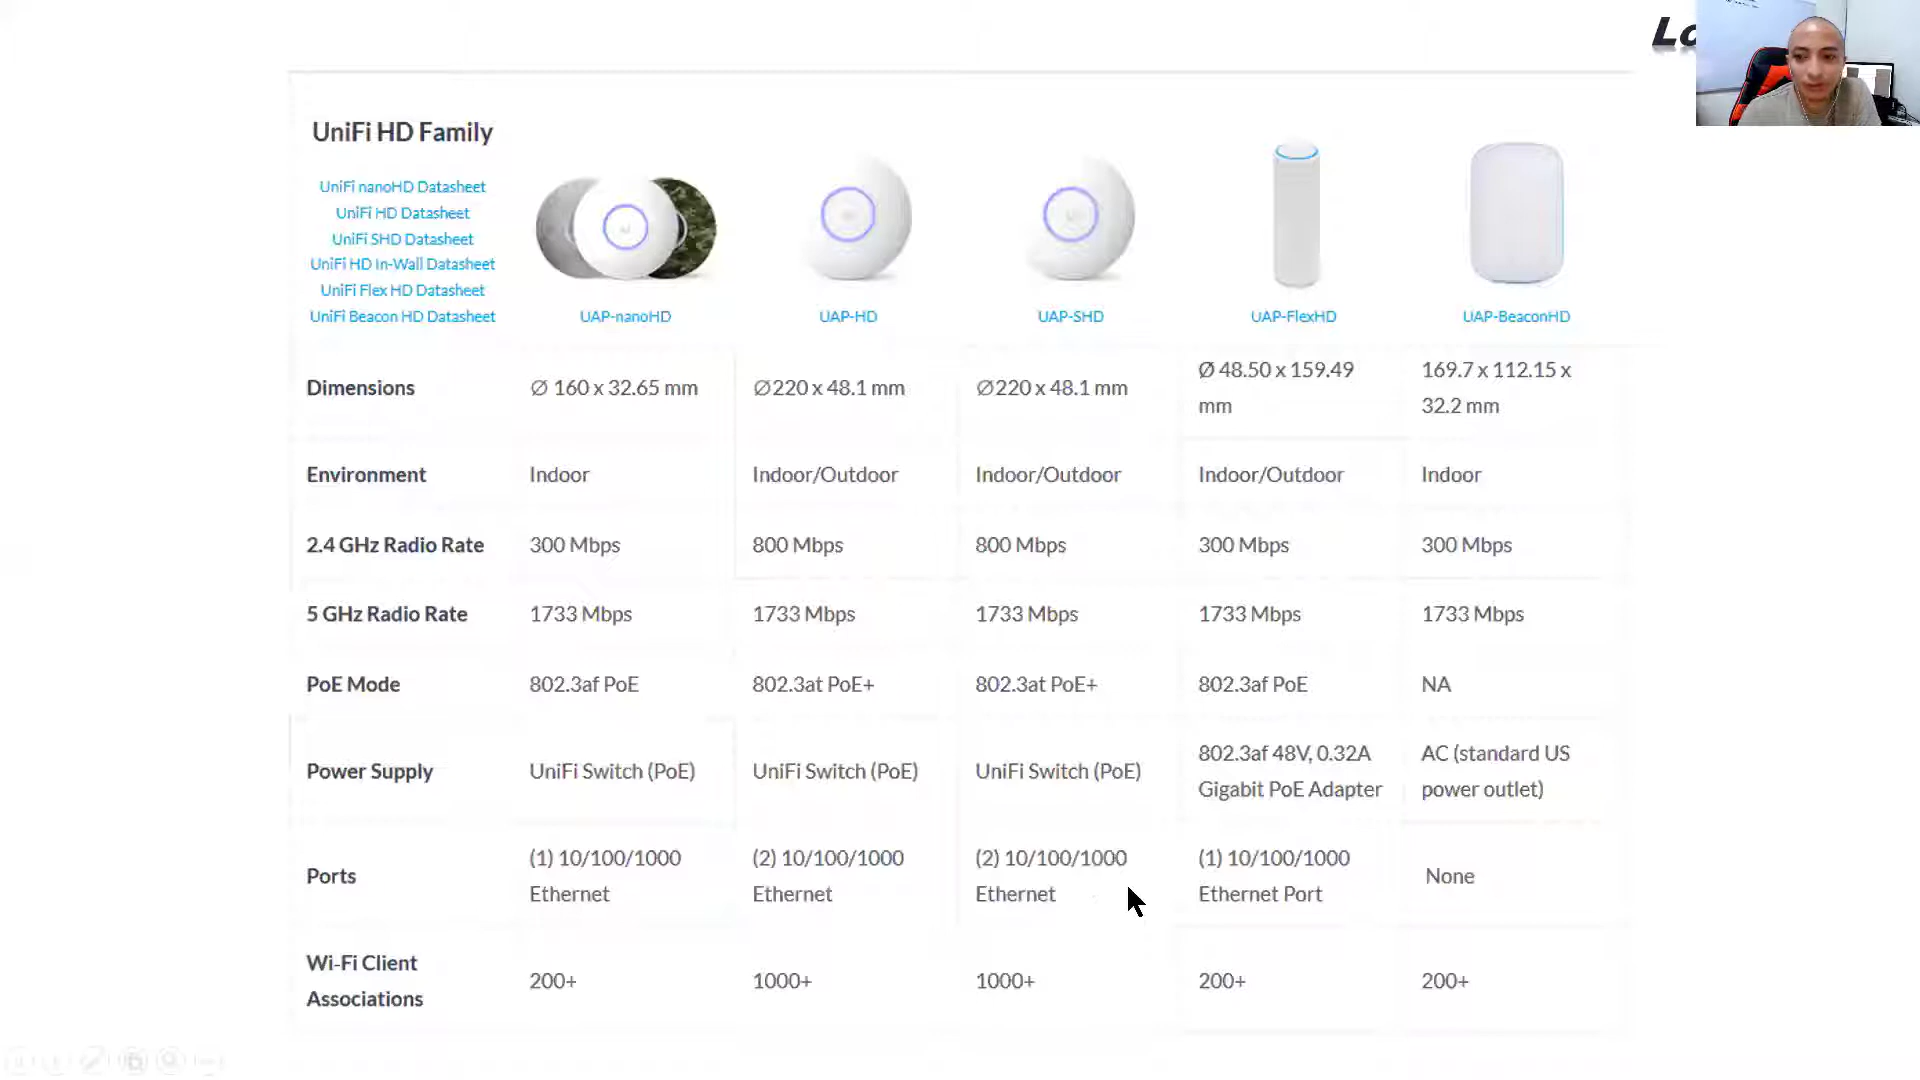 Lo
UniFi HD Family
UniFi nanoHD Datasheet
UniFi HD Datasheet
UniFi SHD Datasheet
UniFi HD In-Wall Datasheet
UniFi Flex HD Datasheet
UniFi Beacon HD Datasheet
UAP-nanoHD
UAP-HD
UAP-SHD
UAP-FlexHD
UAP-BeaconHD
Dimensions
Ø 160 x 32.65 mm
Ø220 x 48.1 mm
Ø220 x 48.1 mm
Ø 48.50 x 159.49
mm
169.7 x 112.15 x
32.2 mm
Environment
Indoor
Indoor/Outdoor
Indoor/Outdoor
Indoor/Outdoor
Indoor
2.4 GHz Radio Rate
300 Mbps
800 Mbps
800 Mbps
300 Mbps
300 Mbps
5 GHz Radio Rate
1733 Mbps
1733 Mbps
1733 Mbps
1733 Mbps
1733 Mbps
PoE Mode
802.3af PoE
802.3at PoE+
802.3at PoE+
802.3af PoE
NA
Power Supply
UniFi Switch (PoE)
UniFi Switch (PoE)
UniFi Switch (PoE)
802.3af 48V, 0.32A
Gigabit PoE Adapter
AC (standard US
power outlet)
Ports
(1) 10/100/1000
Ethernet
(2) 10/100/1000
Ethernet
(2) 10/100/1000
Ethernet
(1) 10/100/1000
Ethernet Port
None
Wi-Fi Client
Associations
200+
1000+
1000+
200+
200+